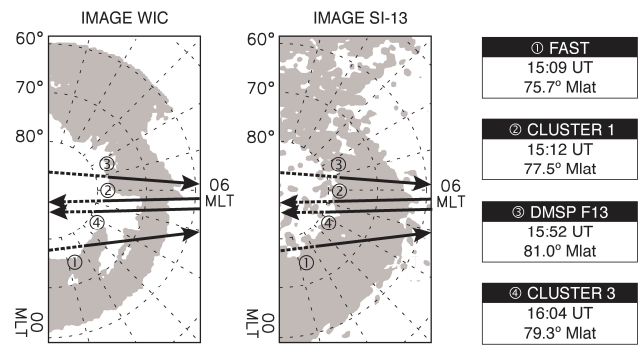 IMAGE WIC
60°
70°
80°
③
②
④
①
06
MLT
00
MLT
IMAGE SI-13
60°
70°
80°
③
②
④
①
06
MLT
00
MLT
① FAST
15:09 UT
75.7° Mlat
② CLUSTER 1
15:12 UT
77.5° Mlat
③ DMSP F13
15:52 UT
81.0° Mlat
④ CLUSTER 3
16:04 UT
79.3° Mlat